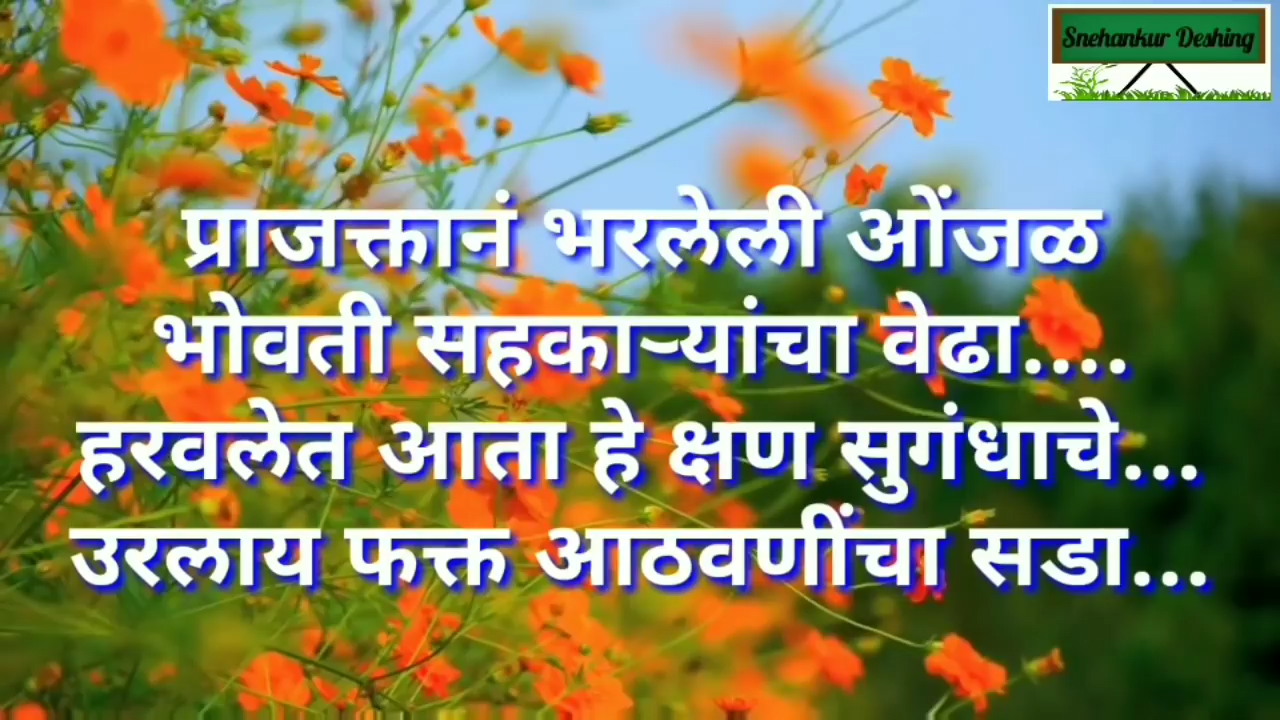 Snehankur Deshing
प्राजक्तानं भरलेली ओंजळ
भोवती सहकाऱ्यांचा वेढा....
हरवलेत आता हे क्षण सुगंधाचे...
उरलाय फक्त आठवणींचा सडा...